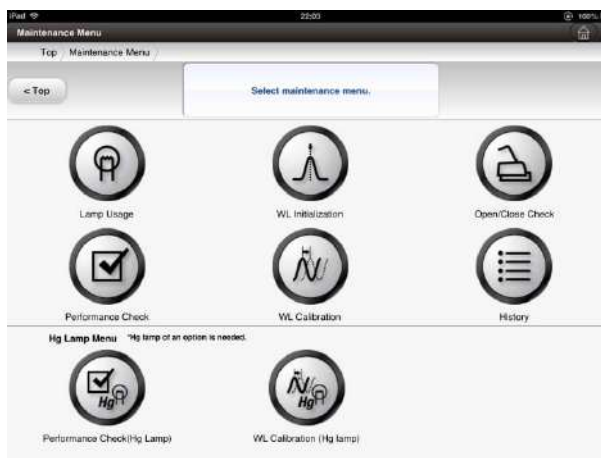 iPad 22:03 100%
Maintenance Menu
Top Maintenance Menu
< Top Select maintenance menu.
Lamp Usage WL Initialization Open/Close Check
Performance Check WL Calibration History
Hg Lamp Menu *Hg lamp of an option is needed.
Hg Hg
Performance Check(Hg Lamp) WL Calibration (Hg lamp)